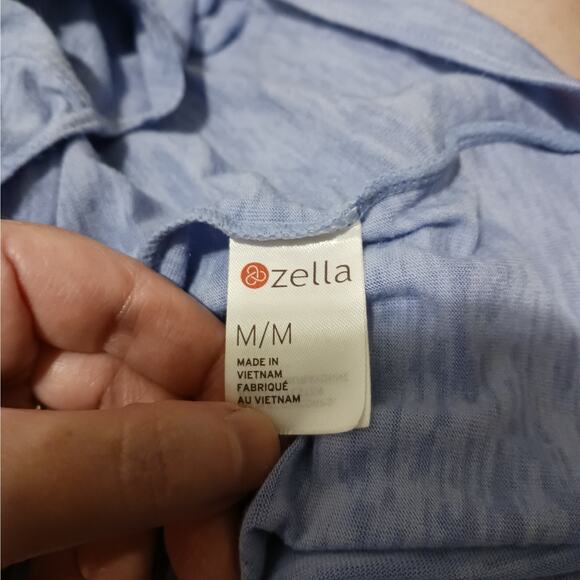 zella
M/M
MADE IN
VIETNAM
FABRIQUÉ
AU VIETNAM